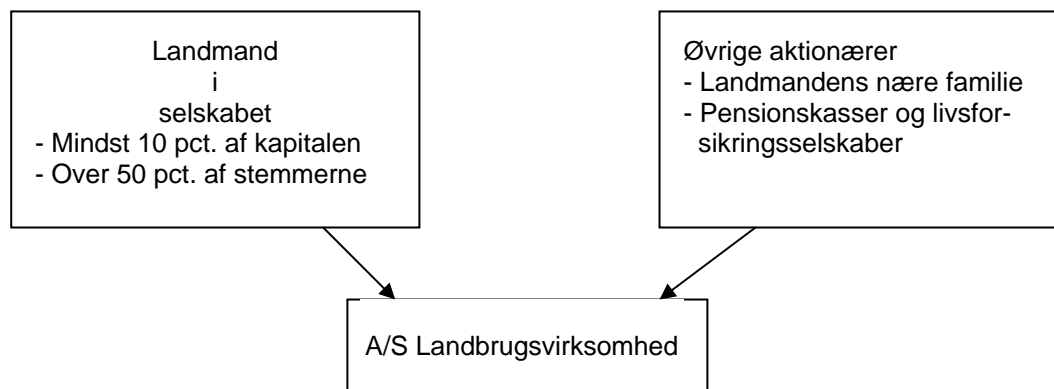 Landmand
i
selskabet
- Mindst 10 pct. af kapitalen
- Over 50 pct. af stemmerne
Øvrige aktionærer
- Landmandens nære familie
- Pensionskasser og livsfor-
sikringsselskaber
A/S Landbrugsvirksomhed